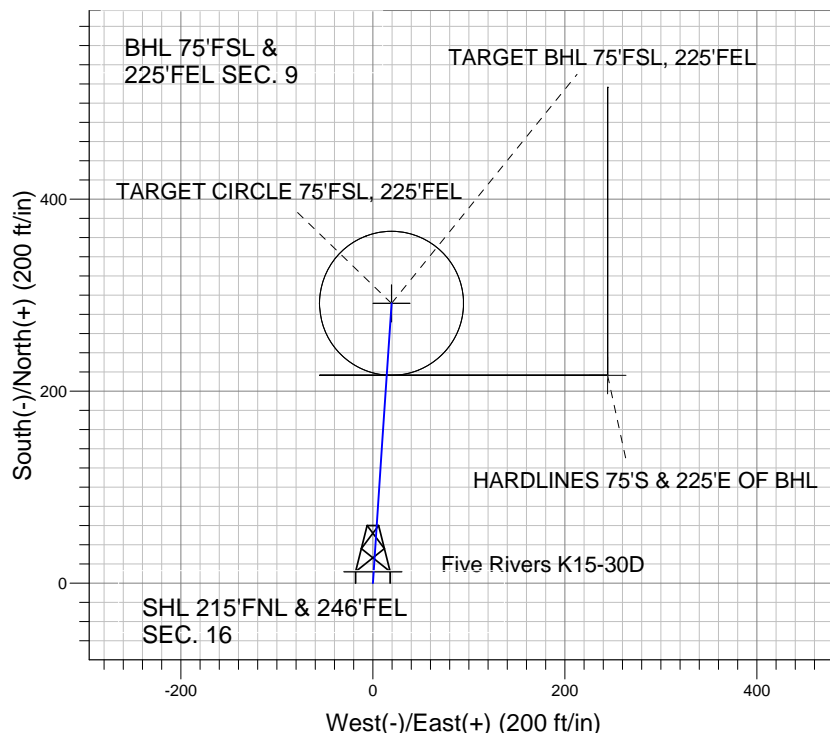 BHL 75'FSL &
225'FEL SEC. 9
TARGET BHL 75'FSL, 225'FEL
TARGET CIRCLE 75'FSL, 225'FEL
400
200
0
South(-)/North(+) (200 ft/in)
HARDLINES 75'S & 225'E OF BHL
Five Rivers K15-30D
SHL 215'FNL & 246'FEL
SEC. 16
-200
0
200
400
West(-)/East(+) (200 ft/in)